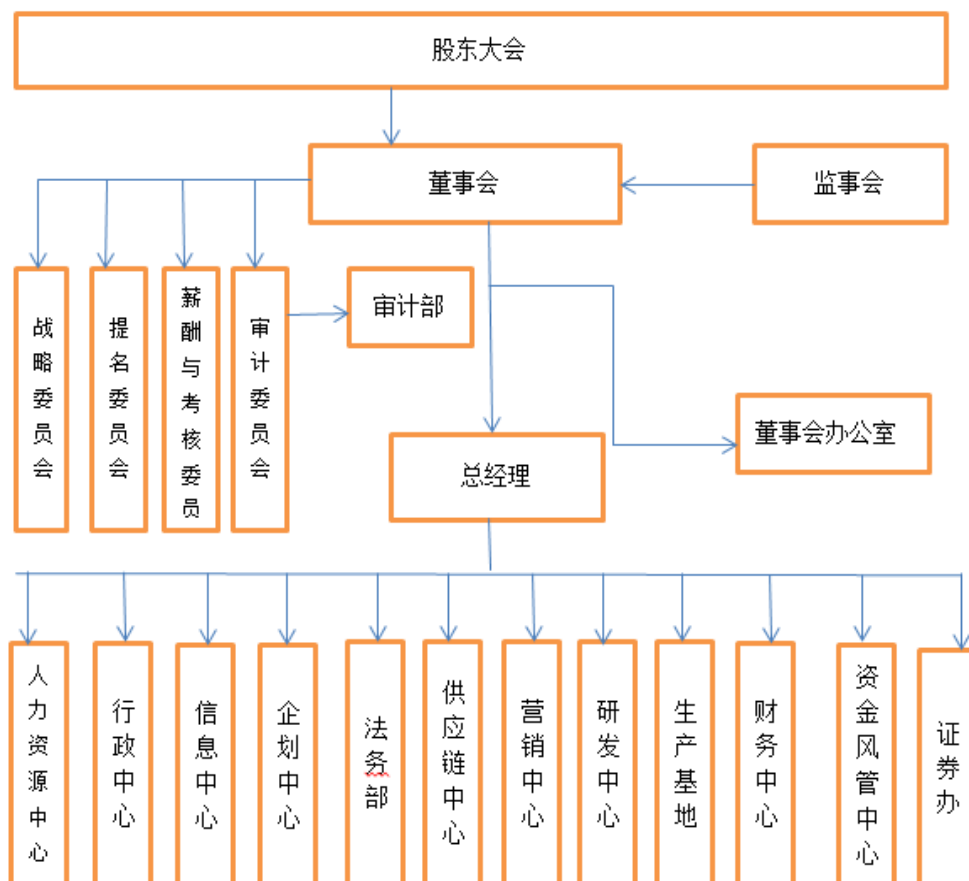 股东大会
董事会
监事会
战略委员会
提名委员会
薪酬与考核委员
审计委员会
审计部
董事会办公室
总经理
人力资源中心
行政中心
信息中心
企划中心
法务部
供应链中心
营销中心
研发中心
生产基地
财务中心
资金风管中心
证券办